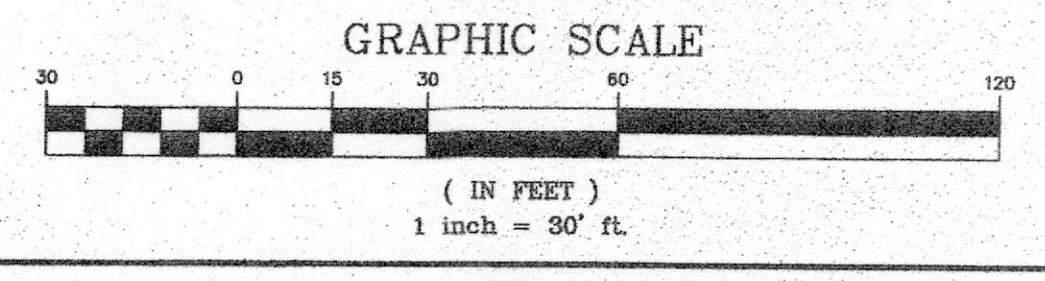 GRAPHIC SCALE
30 0 15 30 60 120
( IN FEET )
1 inch = 30' ft.